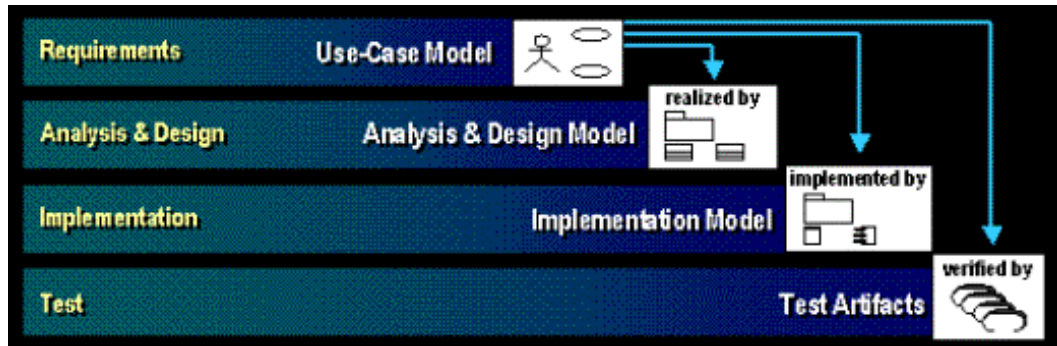 Requirements Use-Case Model
realized by
Analysis & Design Analysis & Design Model
implemented by
Implementation Implementation Model
verified by
Test Test Artifacts